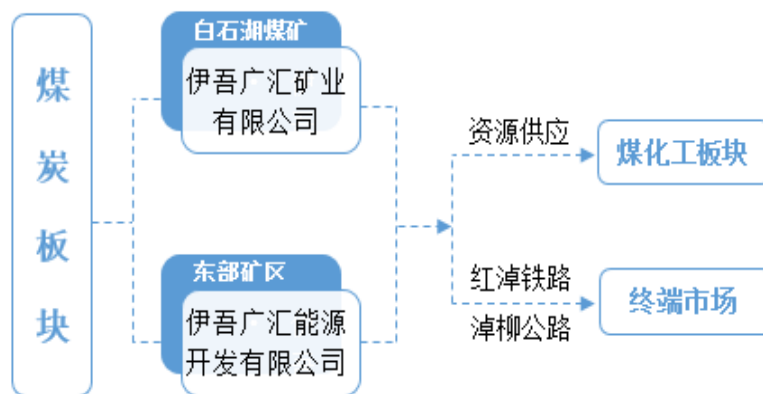 煤炭板块
白石湖煤矿
伊吾广汇矿业
有限公司
东部矿区
伊吾广汇能源
开发有限公司
资源供应
煤化工板块
红淖铁路
淖柳公路
终端市场